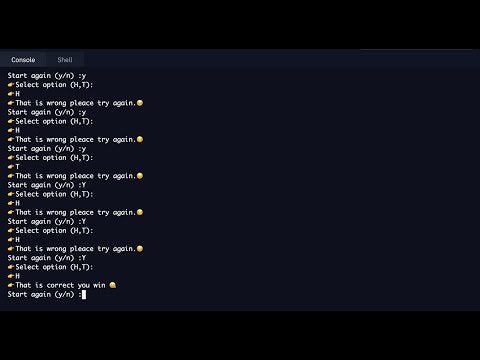 Console Shell
Start again (y/n) :y
👉Select option (H,T):
👉H
👉That is wrong pleace try again.😥
Start again (y/n) :y
👉Select option (H,T):
👉H
👉That is wrong pleace try again.😥
Start again (y/n) :y
👉Select option (H,T):
👉T
👉That is wrong pleace try again.😥
Start again (y/n) :Y
👉Select option (H,T):
👉H
👉That is wrong pleace try again.😥
Start again (y/n) :Y
👉Select option (H,T):
👉H
👉That is wrong pleace try again.😥
Start again (y/n) :Y
👉Select option (H,T):
👉H
👉That is correct you win 🤗
Start again (y/n) :